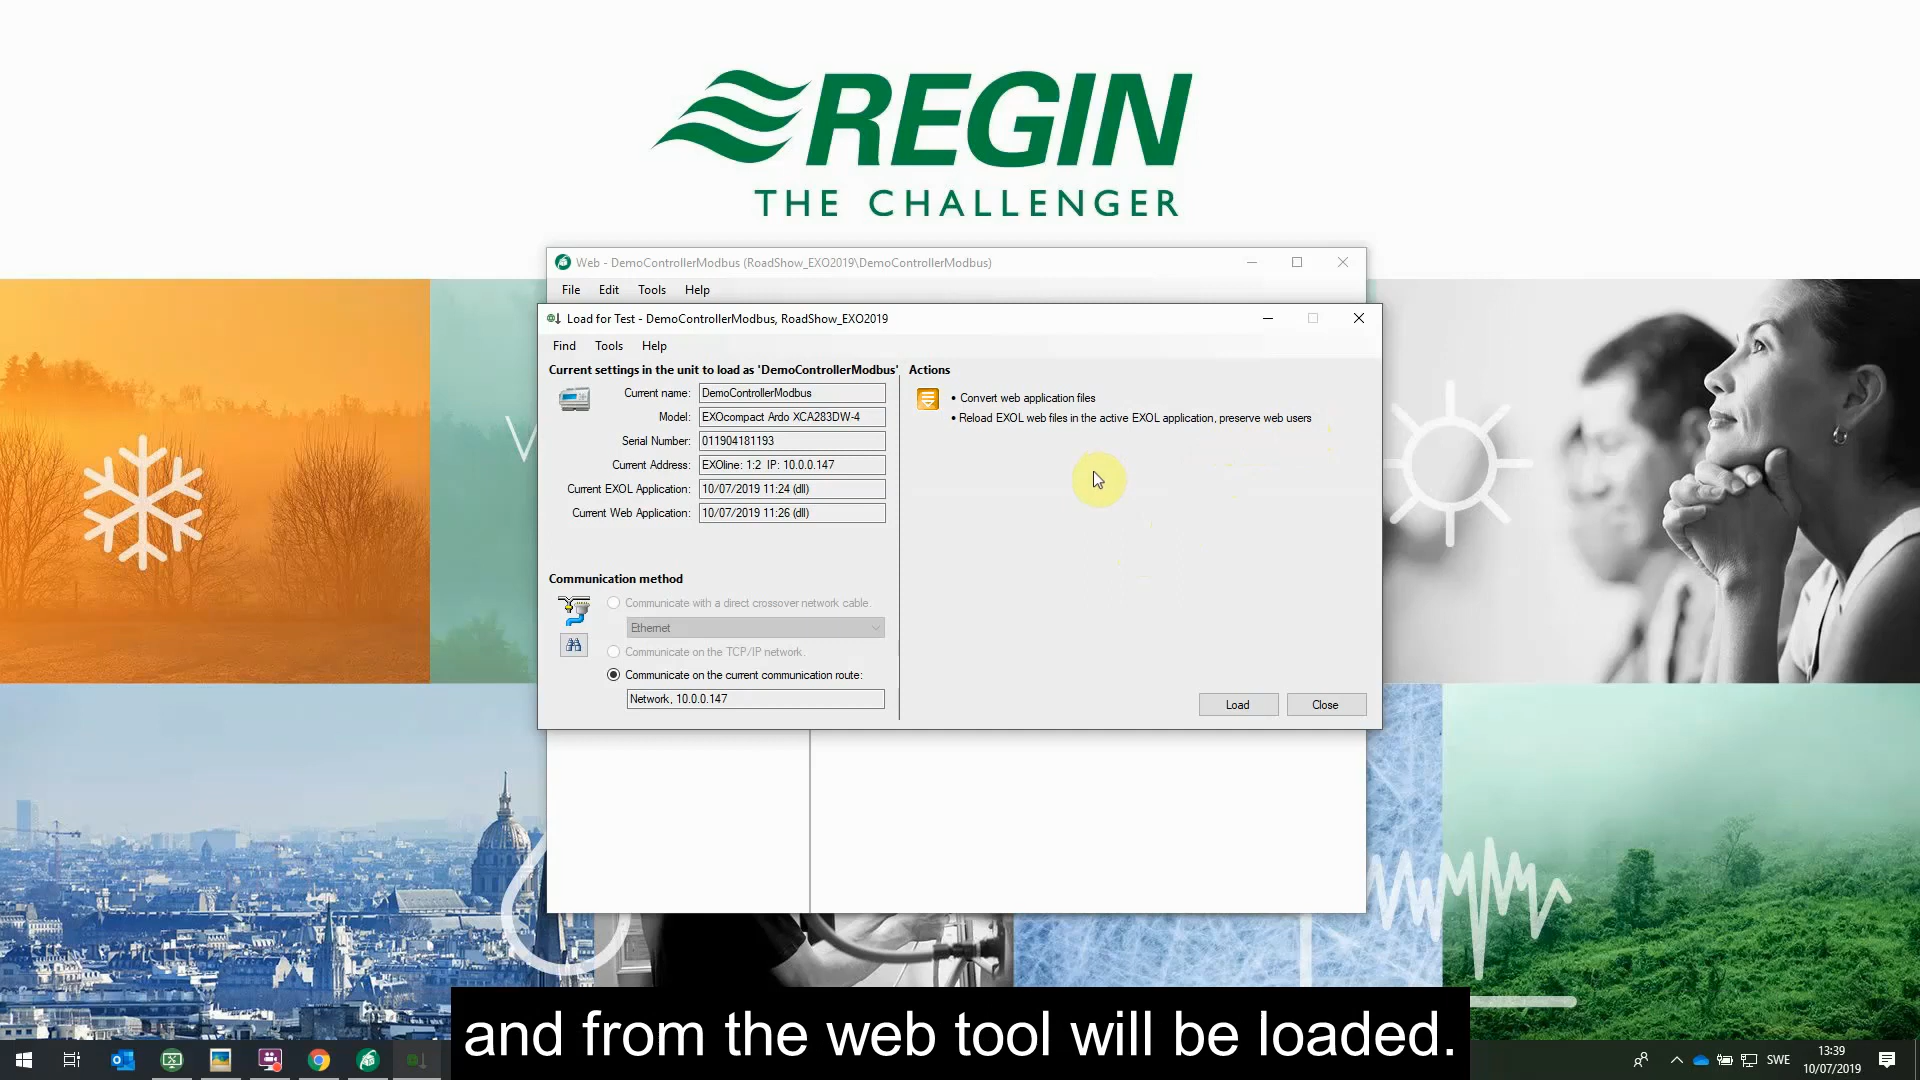 REGIN
THE CHALLENGER
Web - DemoControllerModbus (RoadShow_EXO2019\DemoControllerModbus)
File Edit Tools Help
Load for Test - DemoControllerModbus, RoadShow_EXO2019
Find Tools Help
Current settings in the unit to load as 'DemoControllerModbus'
Current name: DemoControllerModbus
Model: EXOcompact Ardo XCA283DW-4
Serial Number: 011904181193
Current Address: EXOline: 1:2 IP: 10.0.0.147
Current EXOL Application: 10/07/2019 11:24 (dll)
Current Web Application: 10/07/2019 11:26 (dll)
Communication method
Communicate with a direct crossover network cable.
Ethernet
Communicate on the TCP/IP network.
Communicate on the current communication route:
Network, 10.0.0.147
Actions
• Convert web application files
• Reload EXOL web files in the active EXOL application, preserve web users
Load Close
and from the web tool will be loaded.
SWE
13:39
10/07/2019